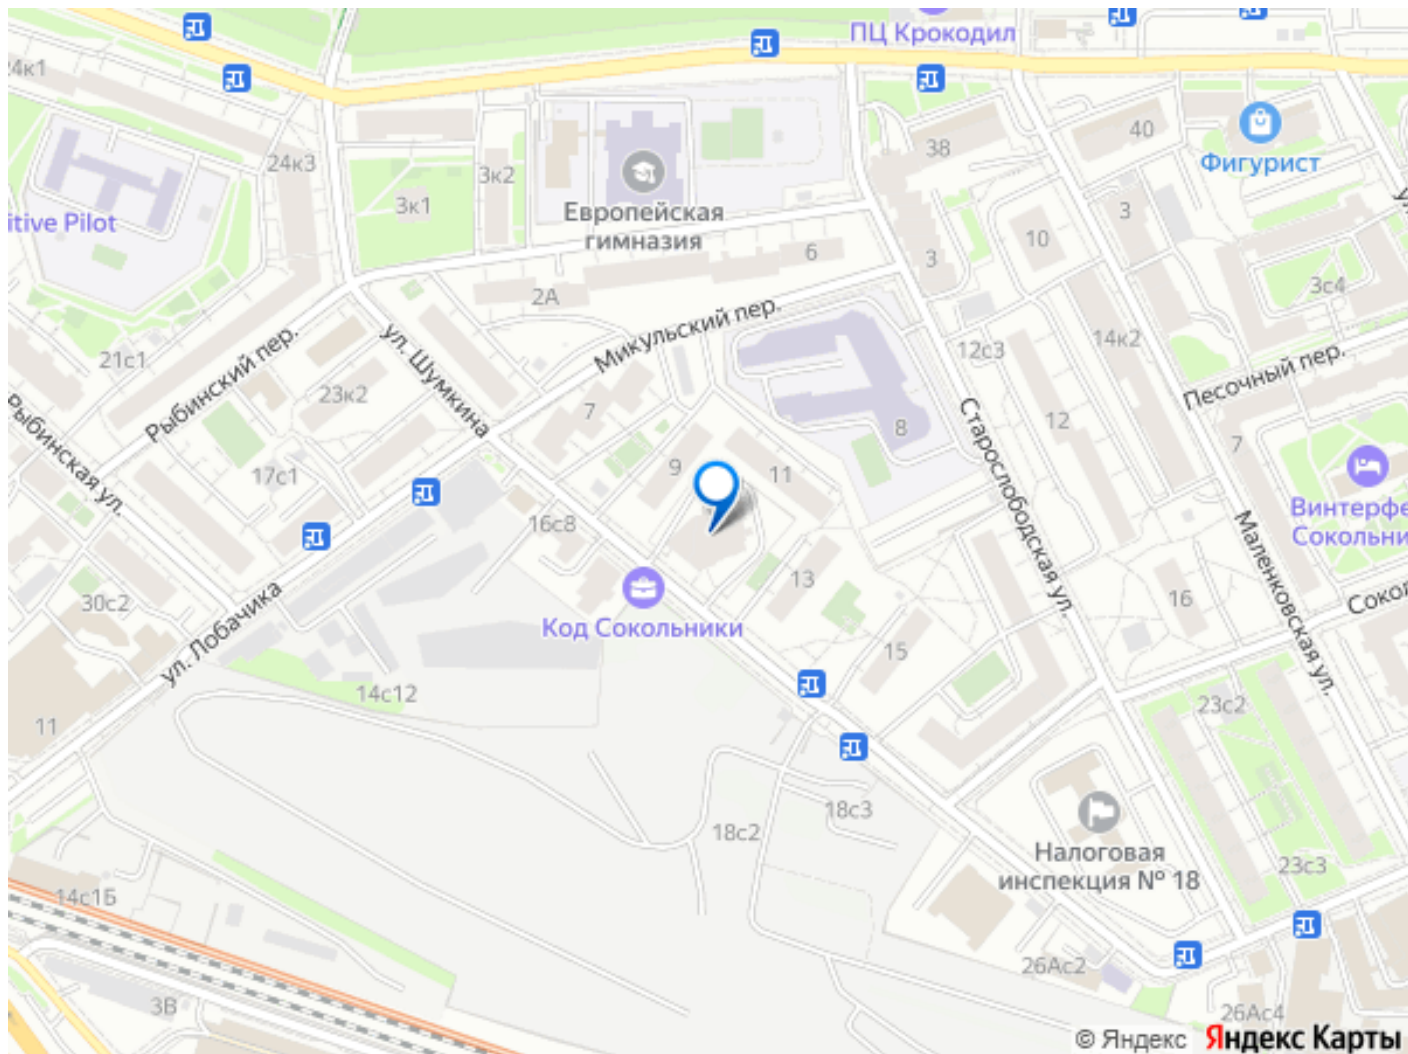 ПЦ Крокодил
24к1
38
40
Фигурист
24к3
3к2
3к1
Европейская
гимназия
3
10
itive Pilot
6
3
3с4
2А
Микульский пер.
12с3
14к2
21с1
Рыбинский пер.
ул. Шумкина
23к2
Песочный пер.
7
8
12
Старослободская ул.
7
Рыбинская ул.
17с1
9
11
16с8
Винтерфе
Сокольни
Маленковская ул.
30с2
ул. Лобачика
13
16
Сокол
Код Сокольники
15
14с12
11
23с2
18с2
18с3
Налоговая
инспекция № 18
23с3
14с1Б
26Ас2
3В
26Ас4
© Яндекс Яндекс Карты